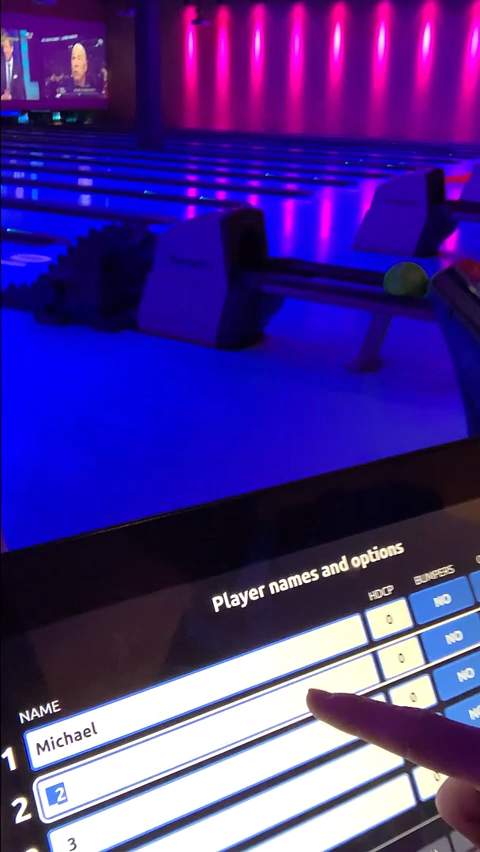 Player names and options
NAME HDCP BUMPERS
1 Michael 0 NO
2 2 0 NO
3 0 NO